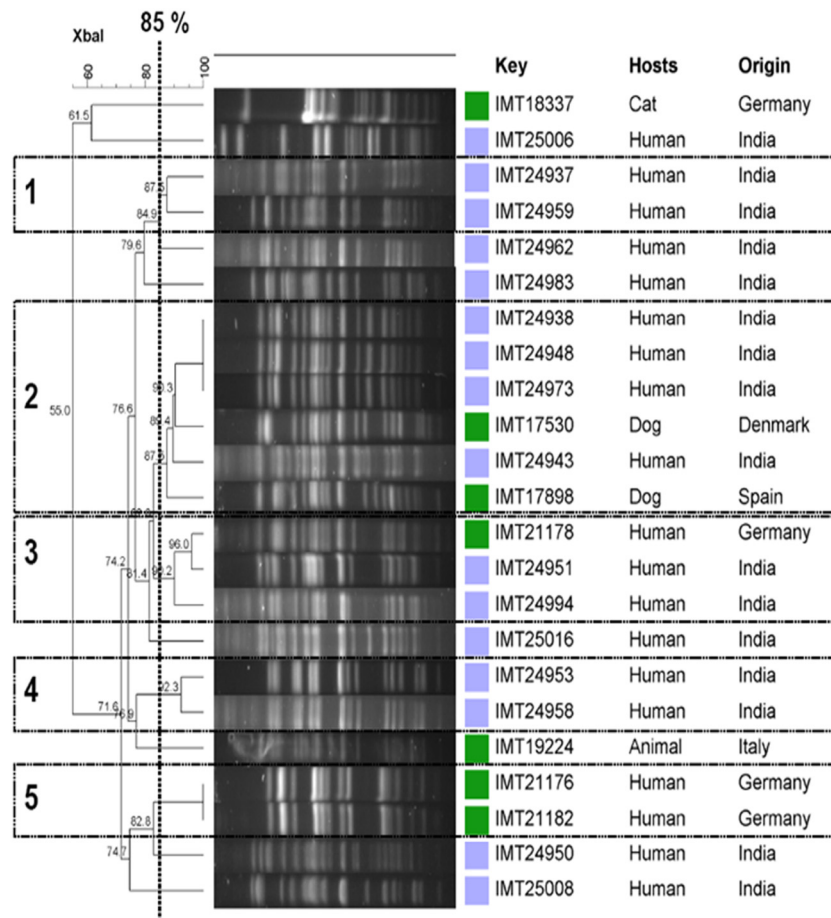 85 %
XbaI
60 80 100
Key Hosts Origin
IMT18337 Cat Germany
61.5
IMT25006 Human India
1
IMT24937 Human India
87.5
IMT24959 Human India
84.9
79.6
IMT24962 Human India
IMT24983 Human India
2
IMT24938 Human India
IMT24948 Human India
IMT24973 Human India
90.3
76.6
55.0
IMT17530 Dog Denmark
IMT24943 Human India
IMT17898 Dog Spain
3
IMT21178 Human Germany
96.0
IMT24951 Human India
74.2
81.4
IMT24994 Human India
IMT25016 Human India
4
IMT24953 Human India
92.3
IMT24958 Human India
71.6
76.9
IMT19224 Animal Italy
5
IMT21176 Human Germany
IMT21182 Human Germany
82.8
IMT24950 Human India
74.7
IMT25008 Human India